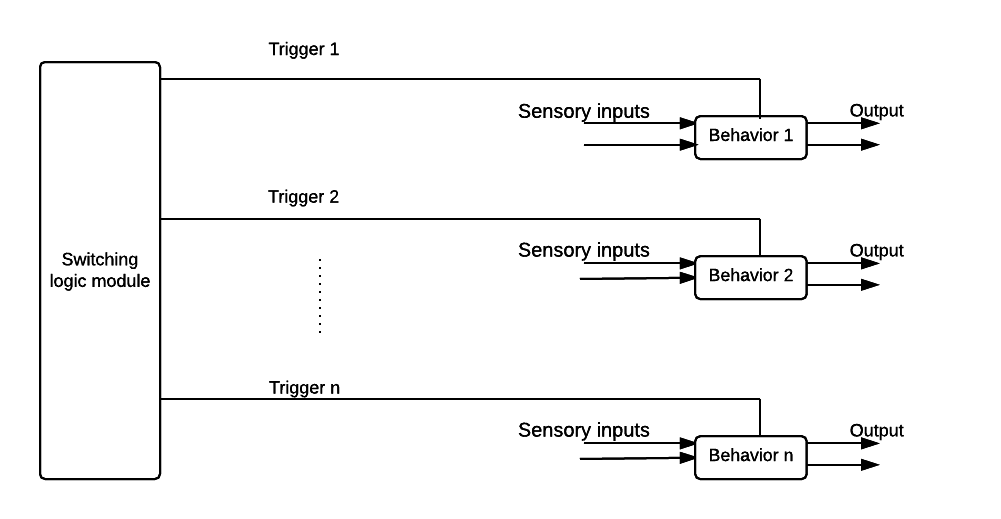 Trigger 1
Sensory inputs
Output
Behavior 1
Trigger 2
Switching
logic module
Sensory inputs
Output
Behavior 2
Trigger n
Sensory inputs
Output
Behavior n